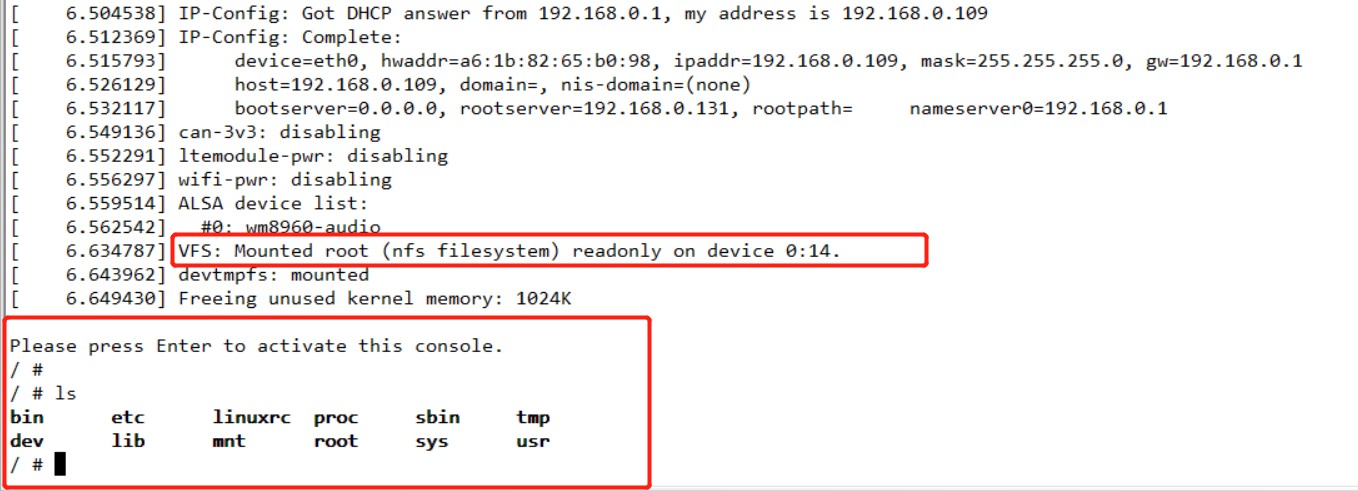 [    6.504538] IP-Config: Got DHCP answer from 192.168.0.1, my address is 192.168.0.109
[    6.512369] IP-Config: Complete:
[    6.515793]      device=eth0, hwaddr=a6:1b:82:65:b0:98, ipaddr=192.168.0.109, mask=255.255.255.0, gw=192.168.0.1
[    6.526129]      host=192.168.0.109, domain=, nis-domain=(none)
[    6.532117]      bootserver=0.0.0.0, rootserver=192.168.0.131, rootpath=     nameserver0=192.168.0.1
[    6.549136] can-3v3: disabling
[    6.552291] ltemodule-pwr: disabling
[    6.556297] wifi-pwr: disabling
[    6.559514] ALSA device list:
[    6.562542]   #0: wm8960-audio
[    6.634787] VFS: Mounted root (nfs filesystem) readonly on device 0:14.
[    6.643962] devtmpfs: mounted
[    6.649430] Freeing unused kernel memory: 1024K
Please press Enter to activate this console.
/ #
/ # ls
bin      etc      linuxrc  proc     sbin     tmp
dev      lib      mnt      root     sys      usr
/ #